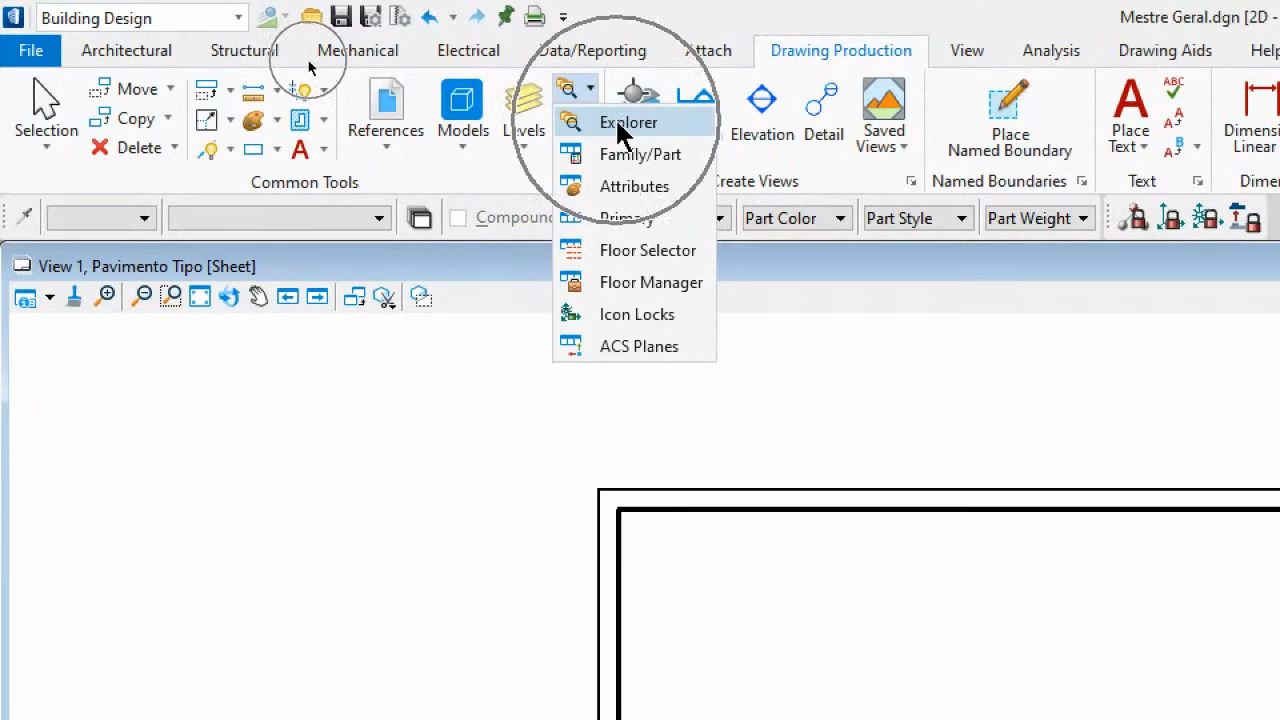 Building Design
Mestre Geral.dgn [2D -
File Architectural Structural Mechanical Electrical Data/Reporting Attach Drawing Production View Analysis Drawing Aids Help
Selection
Move
Copy
Delete
Common Tools
References
Models
Levels
Explorer
Family/Part
Attributes
Primary
Floor Selector
Floor Manager
Icon Locks
ACS Planes
Elevation
Detail
Saved
Views
Create Views
Place
Named Boundary
Named Boundaries
Place
Text
ABC
A
A
B
Text
Linear
Compound
Part Color
Part Style
Part Weight
View 1, Pavimento Tipo [Sheet]